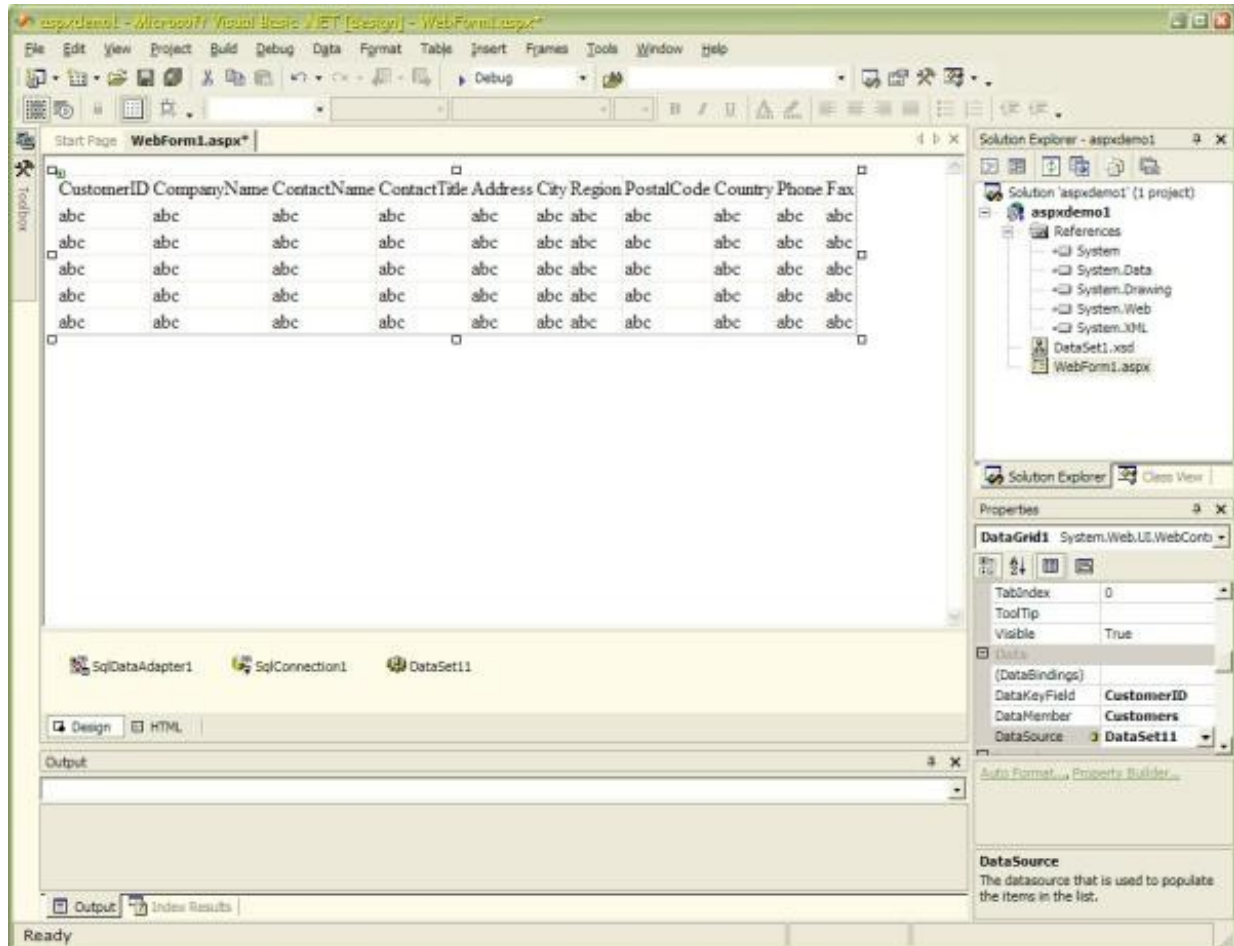 aspxdemo1 - Microsoft Visual Basic .NET [design] - WebForm1.aspx*
File Edit View Project Build Debug Data Format Table Insert Frames Tools Window Help
Debug
B I U A
Start Page WebForm1.aspx*
Toolbox
CustomerID CompanyName ContactName ContactTitle Address City Region PostalCode Country Phone Fax
abc abc abc abc abc abc abc abc abc abc abc
abc abc abc abc abc abc abc abc abc abc abc
abc abc abc abc abc abc abc abc abc abc abc
abc abc abc abc abc abc abc abc abc abc abc
abc abc abc abc abc abc abc abc abc abc abc
SqlDataAdapter1 SqlConnection1 DataSet11
Design HTML
Output
Output Index Results
Ready
Solution Explorer - aspxdemo1
Solution 'aspxdemo1' (1 project)
aspxdemo1
References
System
System.Data
System.Drawing
System.Web
System.XML
DataSet1.xsd
WebForm1.aspx
Solution Explorer Class View
Properties
DataGrid1 System.Web.UI.WebContr
TabIndex 0
ToolTip
Visible True
Data
(DataBindings)
DataKeyField CustomerID
DataMember Customers
DataSource DataSet11
Auto Format..., Property Builder...
DataSource
The datasource that is used to populate
the items in the list.